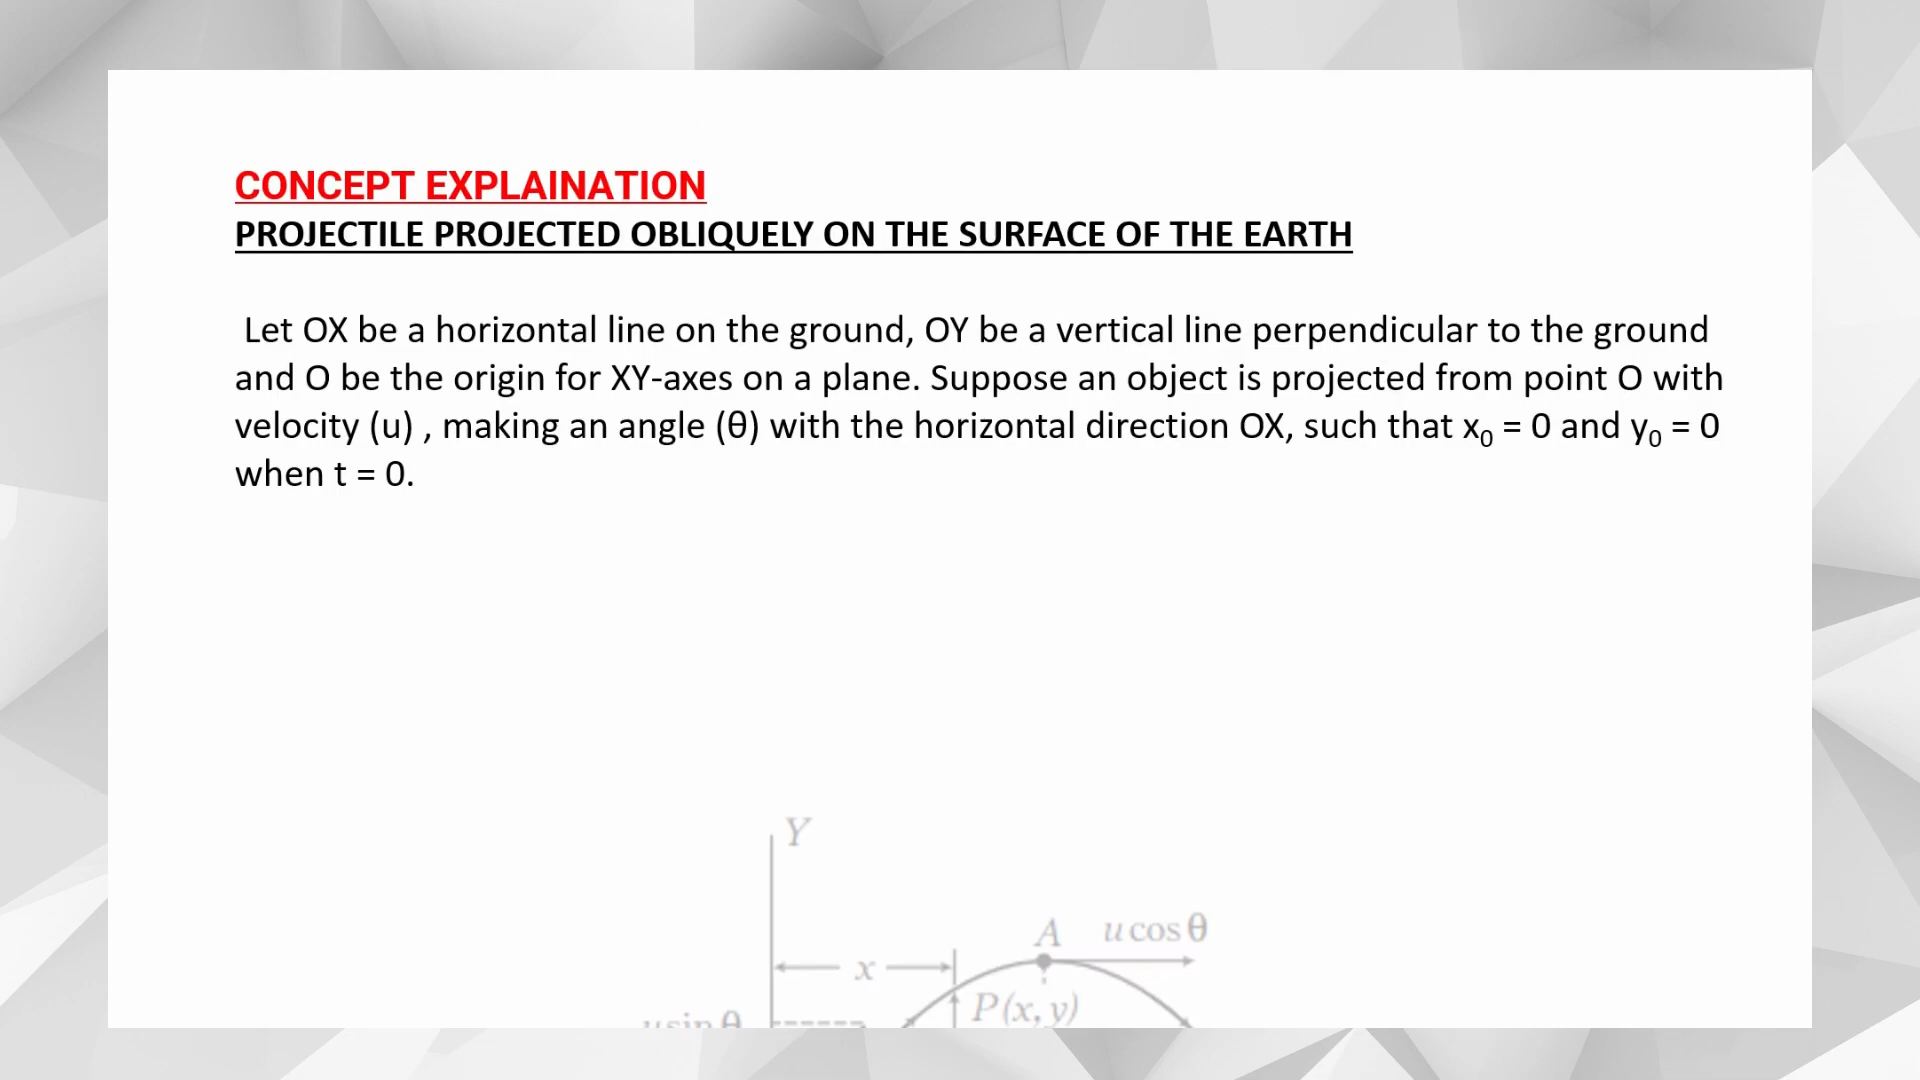 CONCEPT EXPLAINATION
PROJECTILE PROJECTED OBLIQUELY ON THE SURFACE OF THE EARTH
Let OX be a horizontal line on the ground, OY be a vertical line perpendicular to the ground
and O be the origin for XY-axes on a plane. Suppose an object is projected from point O with
velocity (u) , making an angle (θ) with the horizontal direction OX, such that x₀ = 0 and y₀ = 0
when t = 0.
Y
A u cos θ
x
P(x, y)
u sin θ